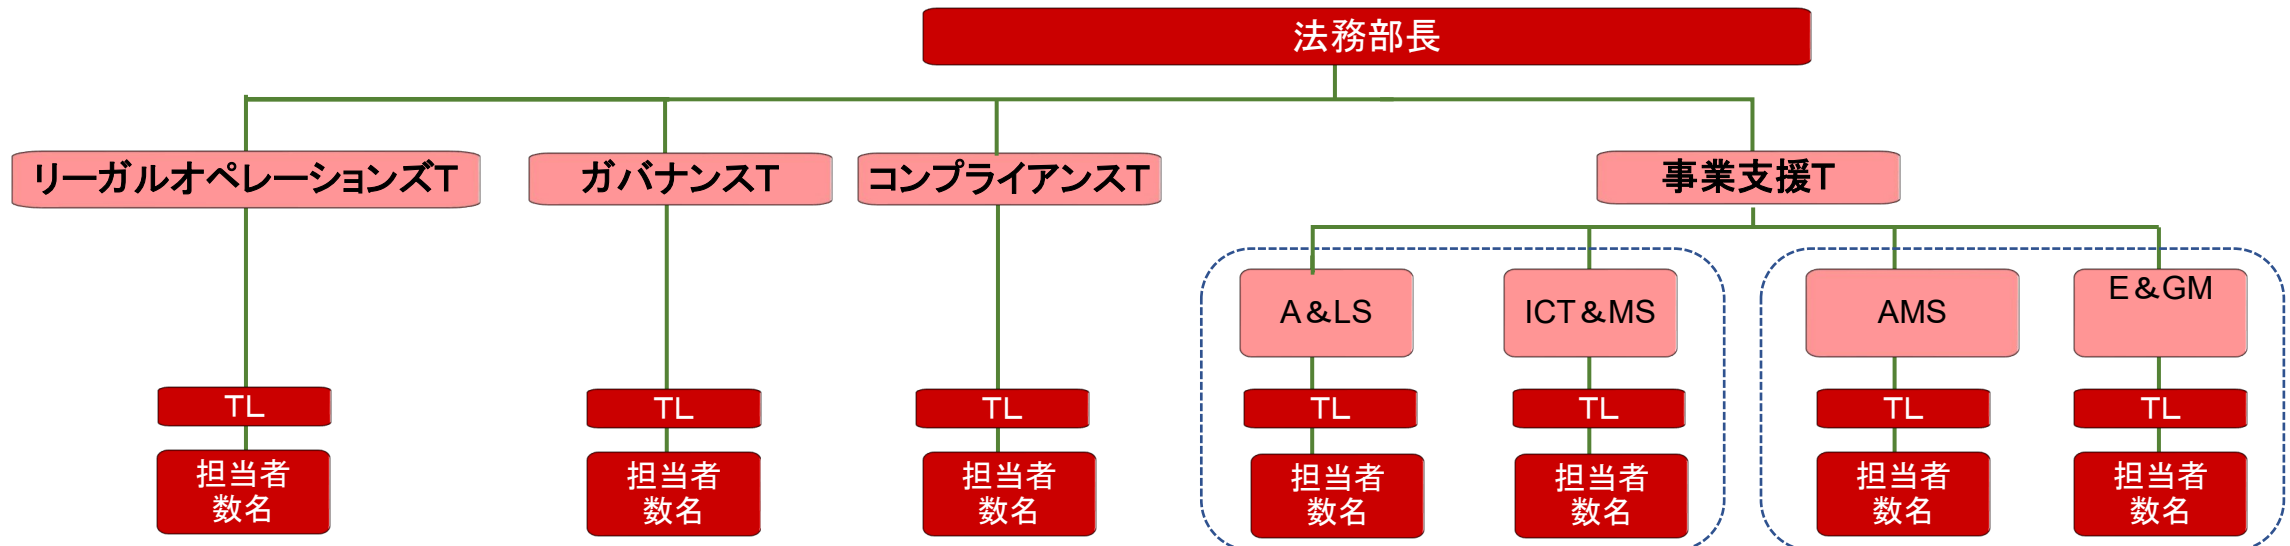 法務部長
リーガルオペレーションズT
ガバナンスT
コンプライアンスT
事業支援T
A&LS
ICT&MS
AMS
E&GM
TL
TL
TL
TL
TL
TL
TL
担当者
数名
担当者
数名
担当者
数名
担当者
数名
担当者
数名
担当者
数名
担当者
数名